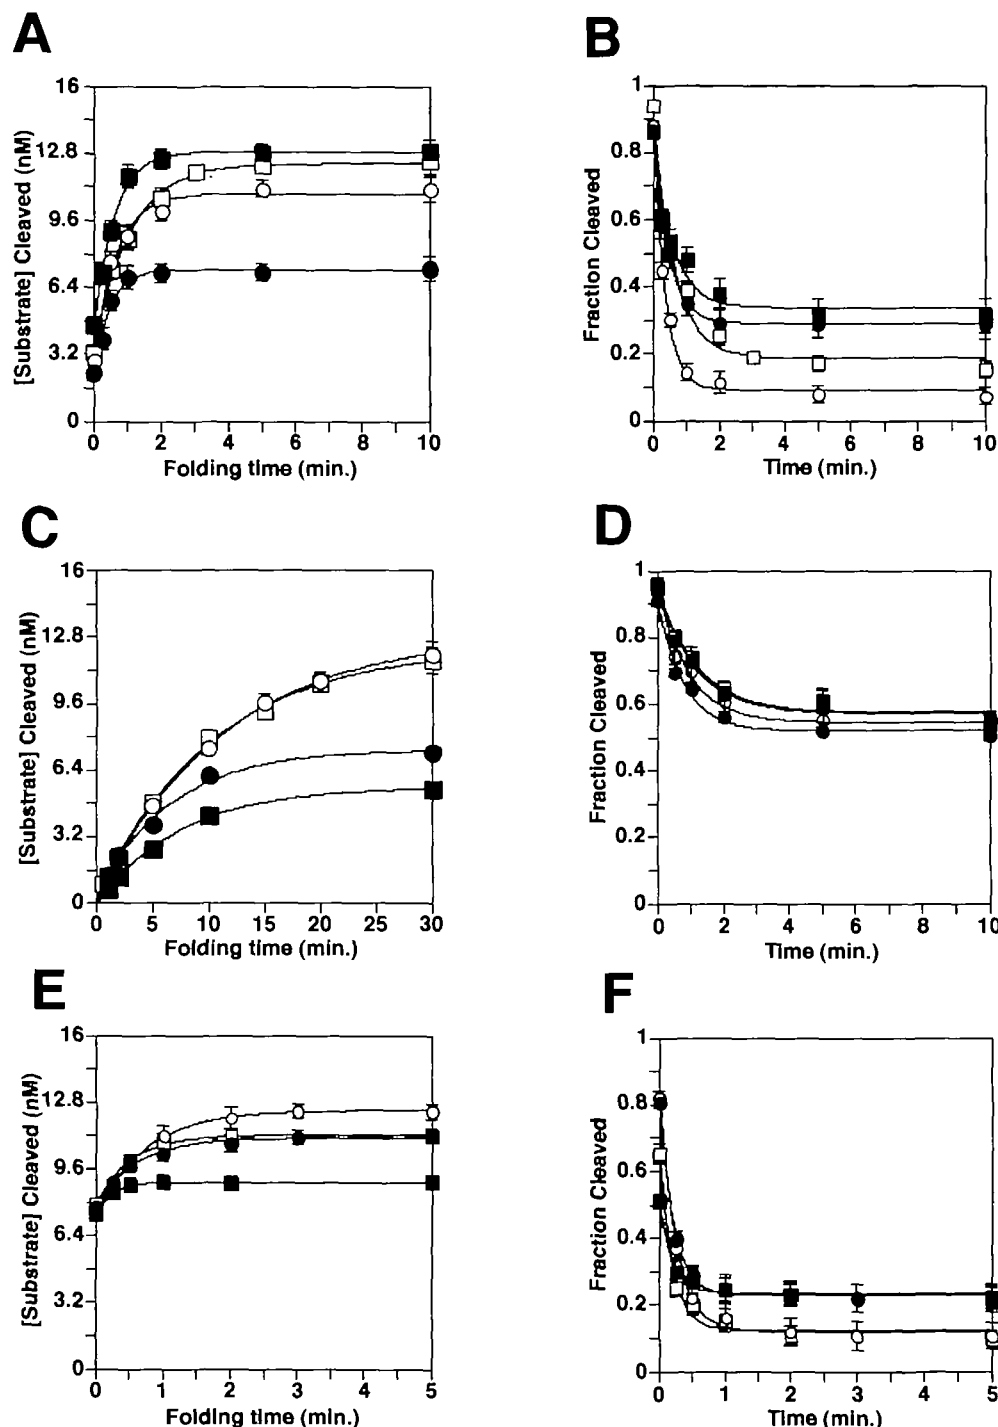 A
[Substrate] Cleaved (nM)
16
12.8
9.6
6.4
3.2
0
0 2 4 6 8 10
Folding time (min.)
B
Fraction Cleaved
1
0.8
0.6
0.4
0.2
0
0 2 4 6 8 10
Time (min.)
C
[Substrate] Cleaved (nM)
16
12.8
9.6
6.4
3.2
0
0 5 10 15 20 25 30
Folding time (min.)
D
Fraction Cleaved
1
0.8
0.6
0.4
0.2
0
0 2 4 6 8 10
Time (min.)
E
[Substrate] Cleaved (nM)
16
12.8
9.6
6.4
3.2
0
0 1 2 3 4 5
Folding time (min.)
F
Fraction Cleaved
1
0.8
0.6
0.4
0.2
0
0 1 2 3 4 5
Time (min.)